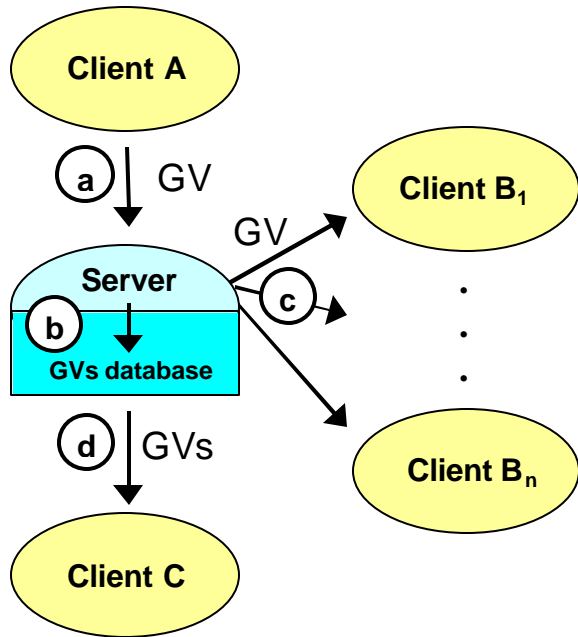 Client A
a
GV
Client B1
GV
Server
c
b
GVs database
d
GVs
Client Bn
Client C